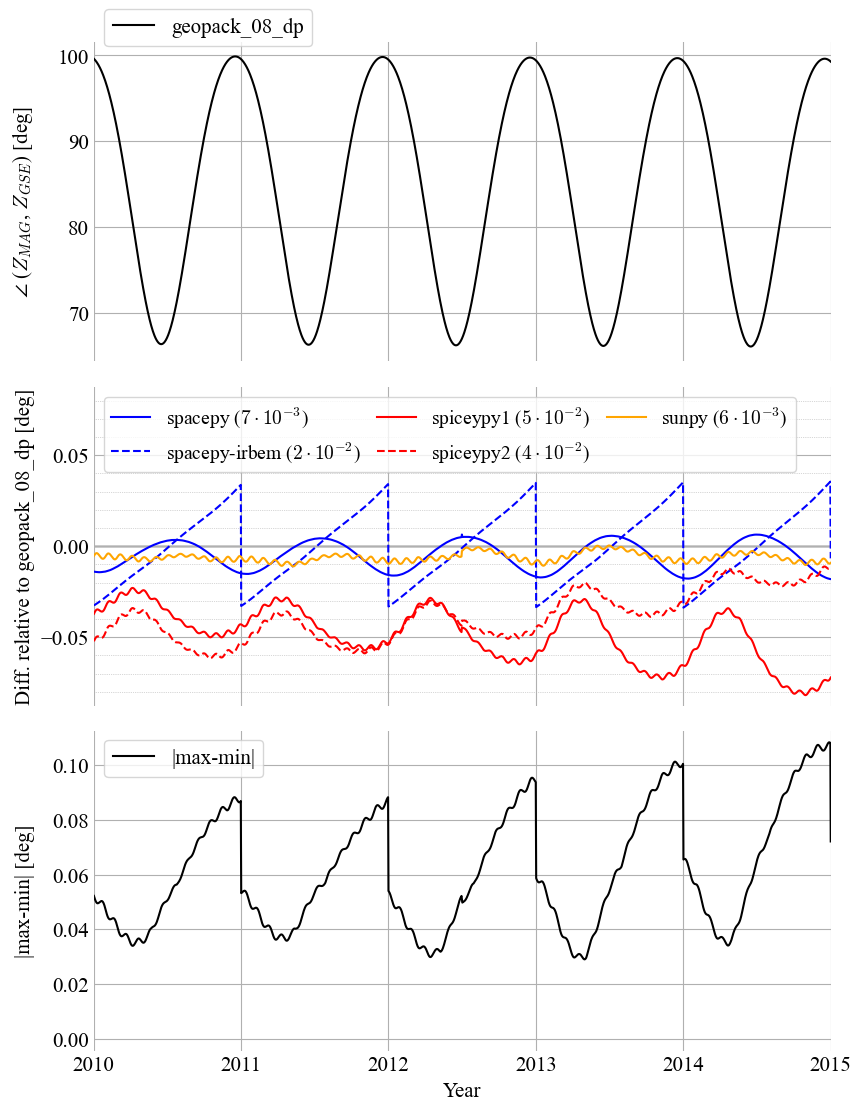 geopack_08_dp
100
90
80
70
∠(Z_MAG, Z_GSE) [deg]
spacepy (7 · 10⁻³)
spiceypy1 (5 · 10⁻²)
sunpy (6 · 10⁻³)
spacepy-irbem (2 · 10⁻²)
spiceypy2 (4 · 10⁻²)
0.05
0.00
−0.05
Diff. relative to geopack_08_dp [deg]
|max-min|
0.10
0.08
0.06
0.04
0.02
0.00
|max-min| [deg]
2010 2011 2012 2013 2014 2015
Year